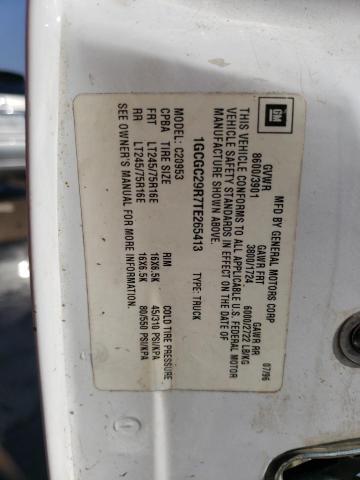 GM
MFD BY GENERAL MOTORS CORP
07/96
GVWR GAWR FRT GAWR RR
8600/3901 3800/1724 6000/2722 LB/KG
THIS VEHICLE CONFORMS TO ALL APPLICABLE U.S. FEDERAL MOTOR
VEHICLE SAFETY STANDARDS IN EFFECT ON THE DATE OF
MANUFACTURE SHOWN ABOVE.
1GCGC29R7TE265413 TYPE: TRUCK
CPBA C20953
TIRE SIZE RIM COLD TIRE PRESSURE
FRT LT245/75R16E 16X6.5K 45/310 PSI/KPA
RR LT245/75R16E 16X6.5K 80/550 PSI/KPA
SEE OWNER'S MANUAL FOR MORE INFORMATION.